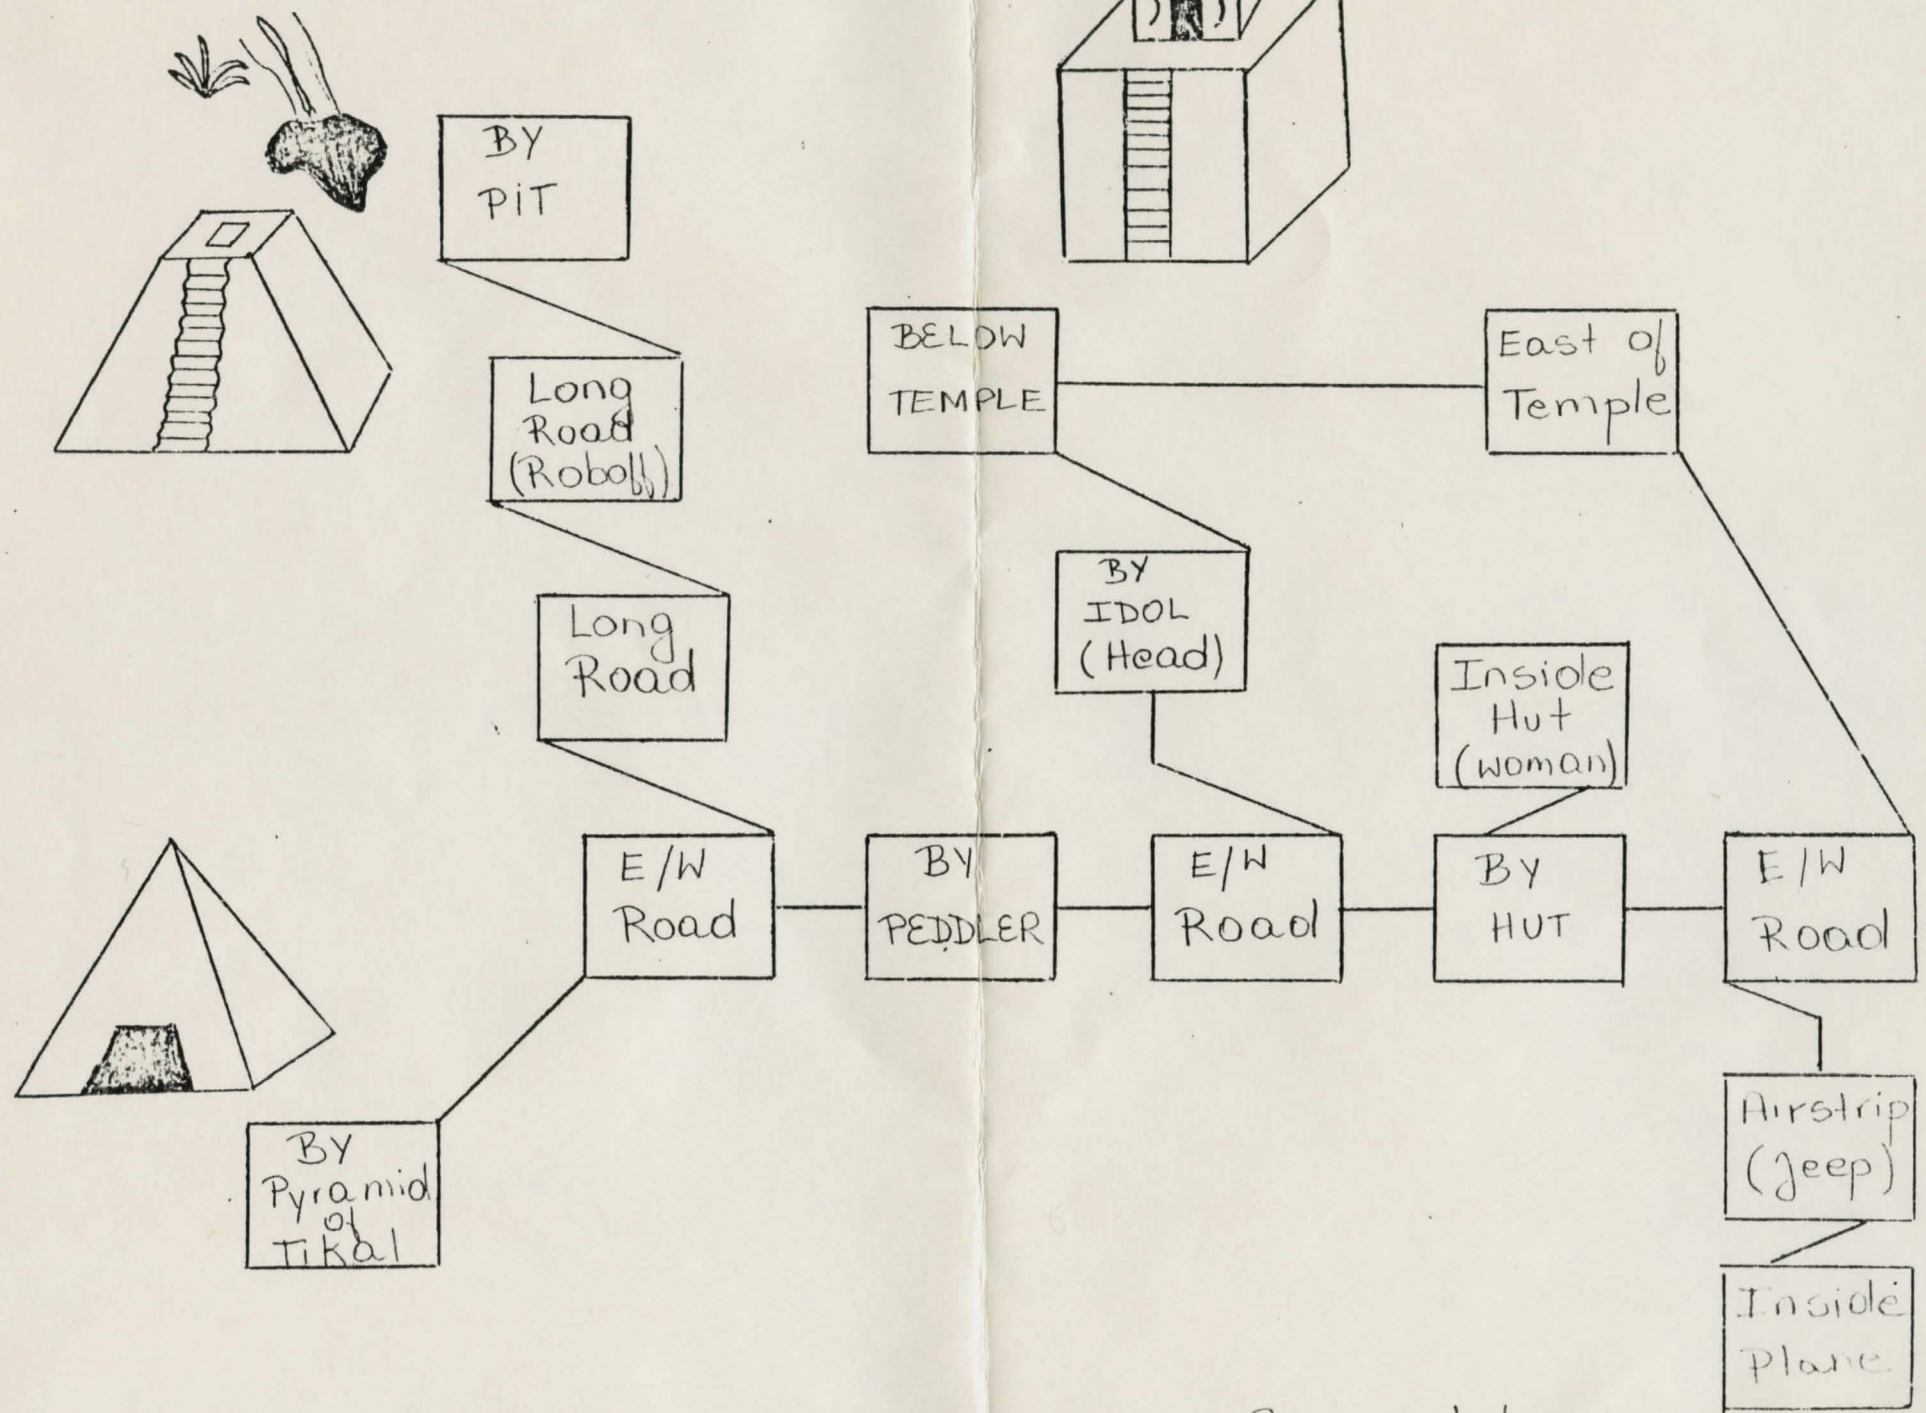 BY
PiT
BELOW
TEMPLE
East of
Temple
Long
Road
(Roboff)
BY
IDOL
(Head)
Long
Road
Inside
Hut
(woman)
E/W
Road
BY
PEDDLER
E/W
Road
BY
HUT
E/W
Road
Airstrip
(Jeep)
BY
Pyramid
of
Tikal
Inside
Plane